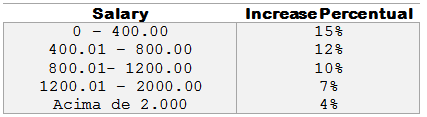 Salary Increase Percentual
0 – 400.00 15%
400.01 – 800.00 12%
800.01– 1200.00 10%
1200.01 – 2000.00 7%
Acima de 2.000 4%